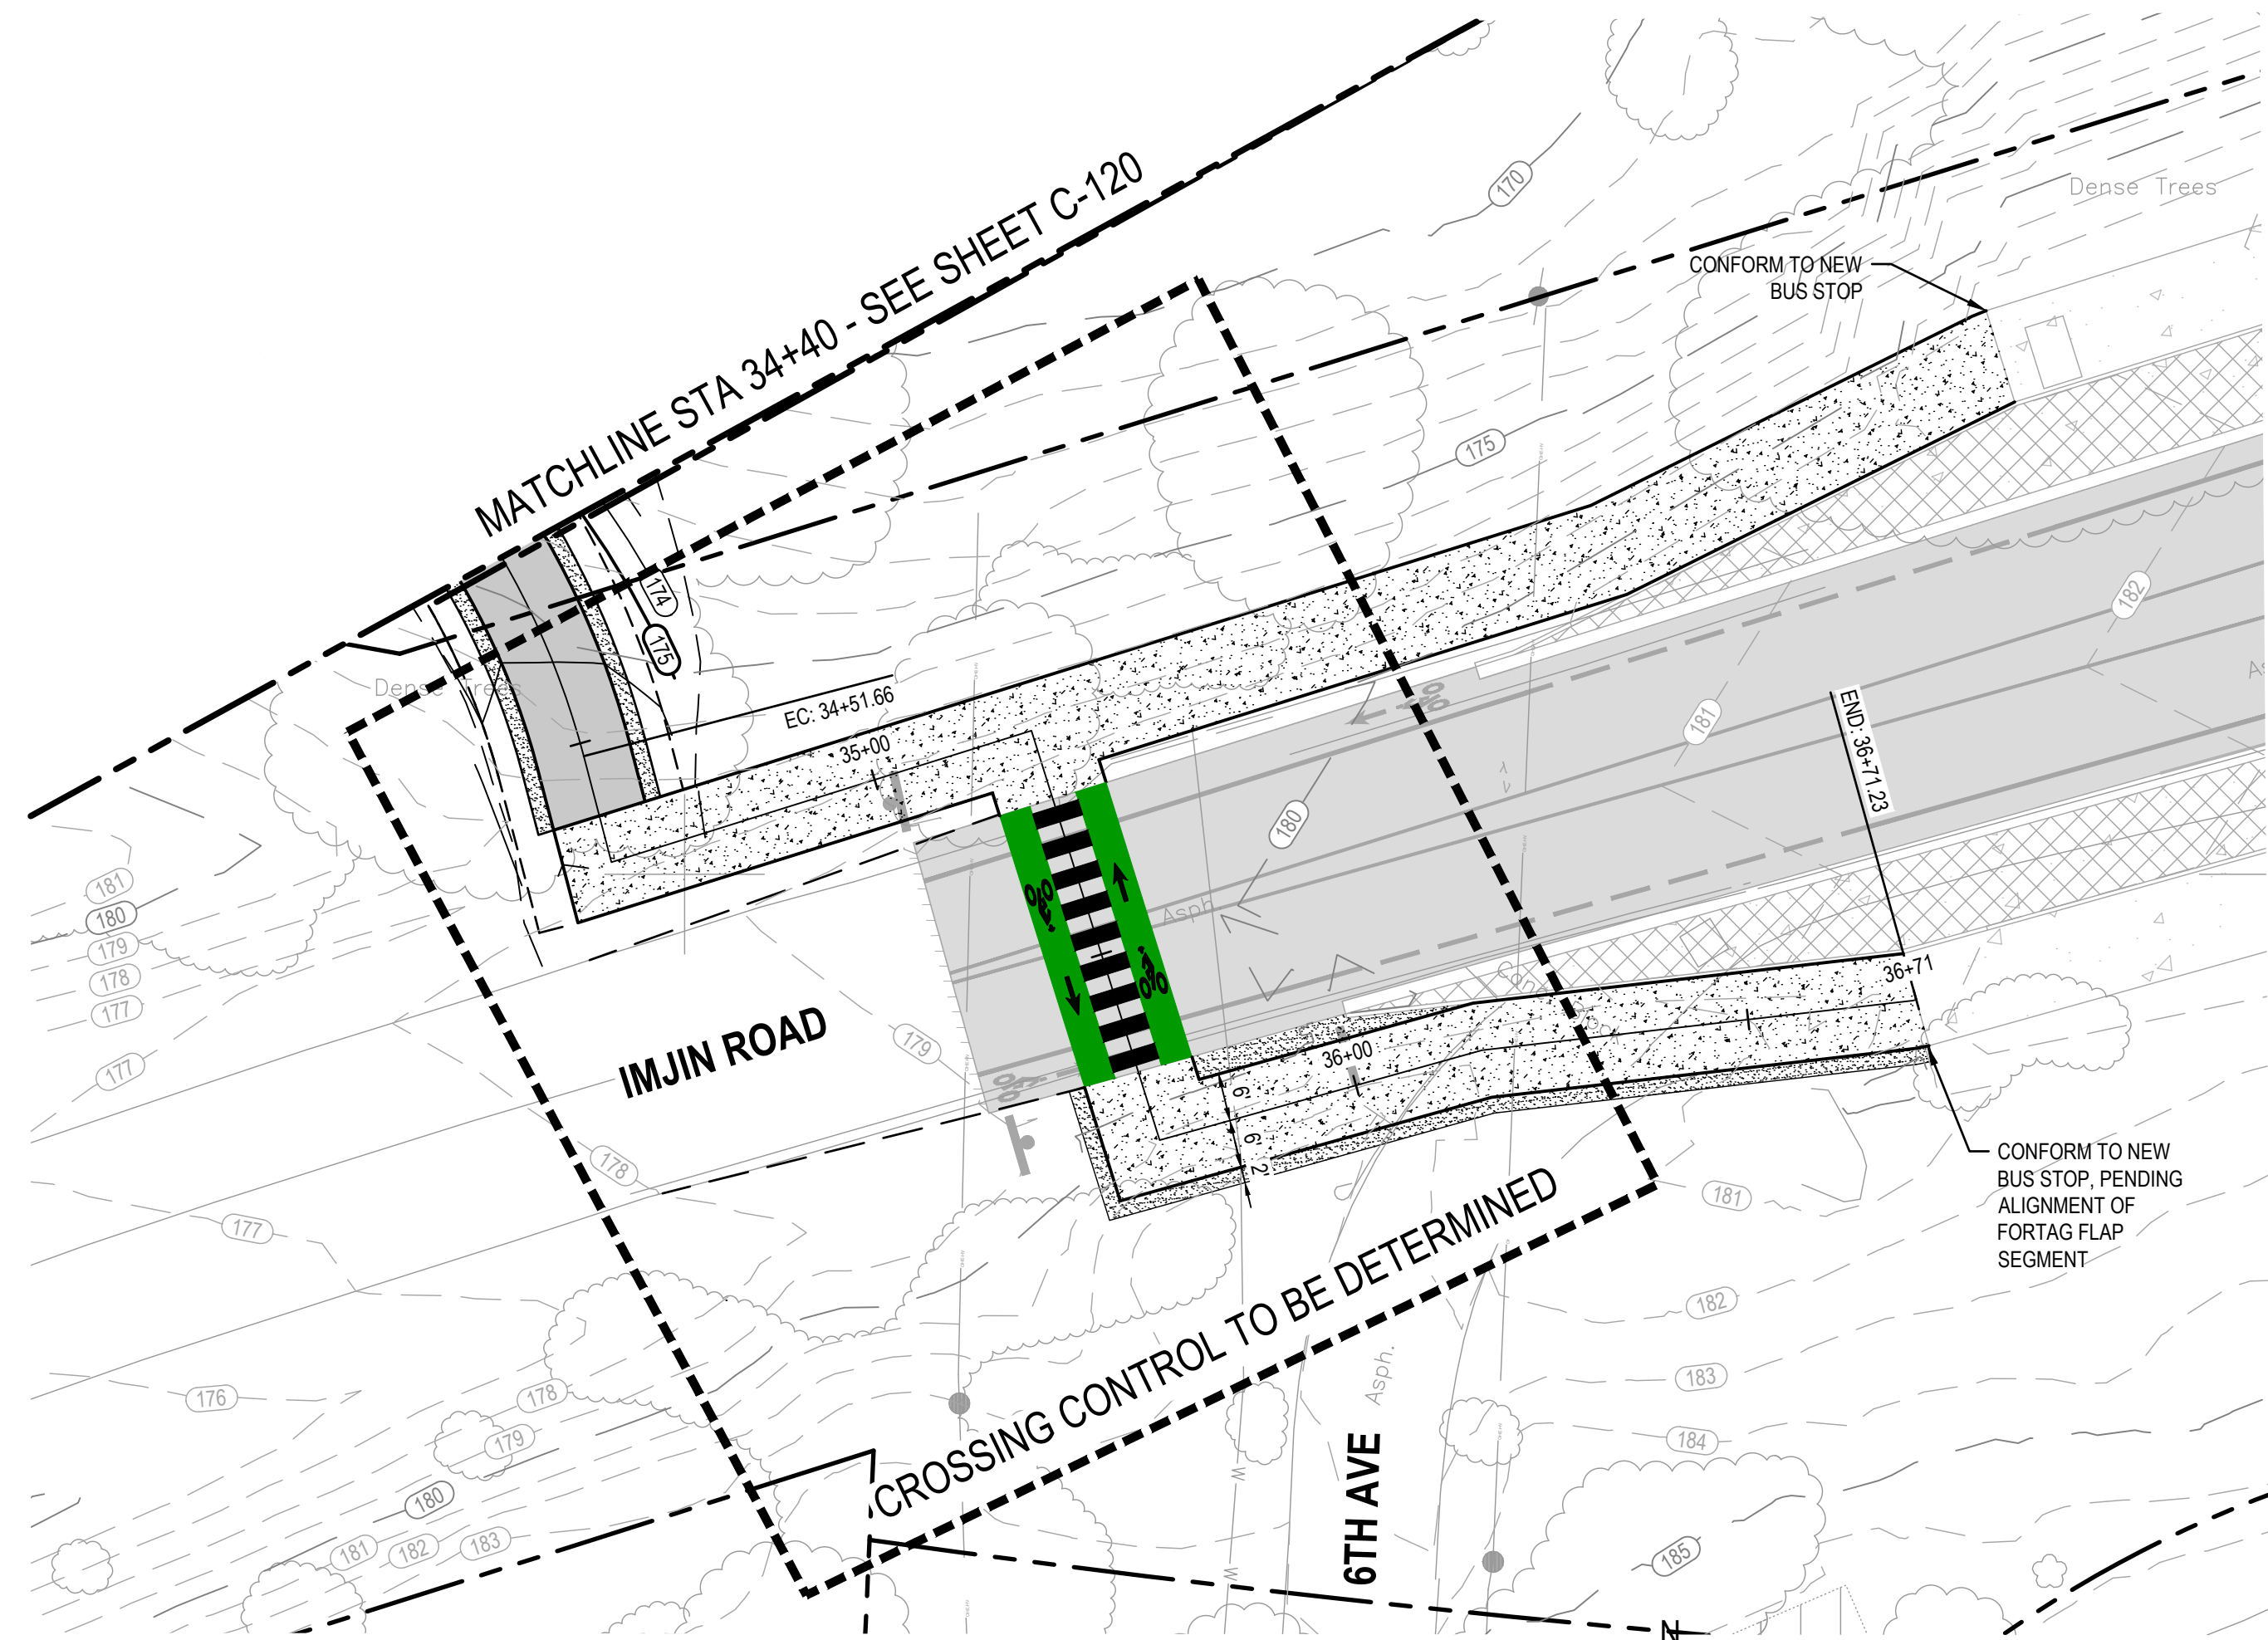 MATCHLINE STA 34+40 - SEE SHEET C-120
170
Dense Trees
CONFORM TO NEW
BUS STOP
175
174
175
182
Dense Trees
EC: 34+51.66
35+00
181
END: 36+71.23
180
Asph.
181
180
179
178
177
177
IMJIN ROAD
179
36+71
36+00
6'
6'
2'
178
177
CONFORM TO NEW
BUS STOP, PENDING
ALIGNMENT OF
FORTAG FLAP
SEGMENT
181
182
183
184
185
CROSSING CONTROL TO BE DETERMINED
6TH AVE
Asph.
176
178
179
180
181
182
183
W
W
W
N